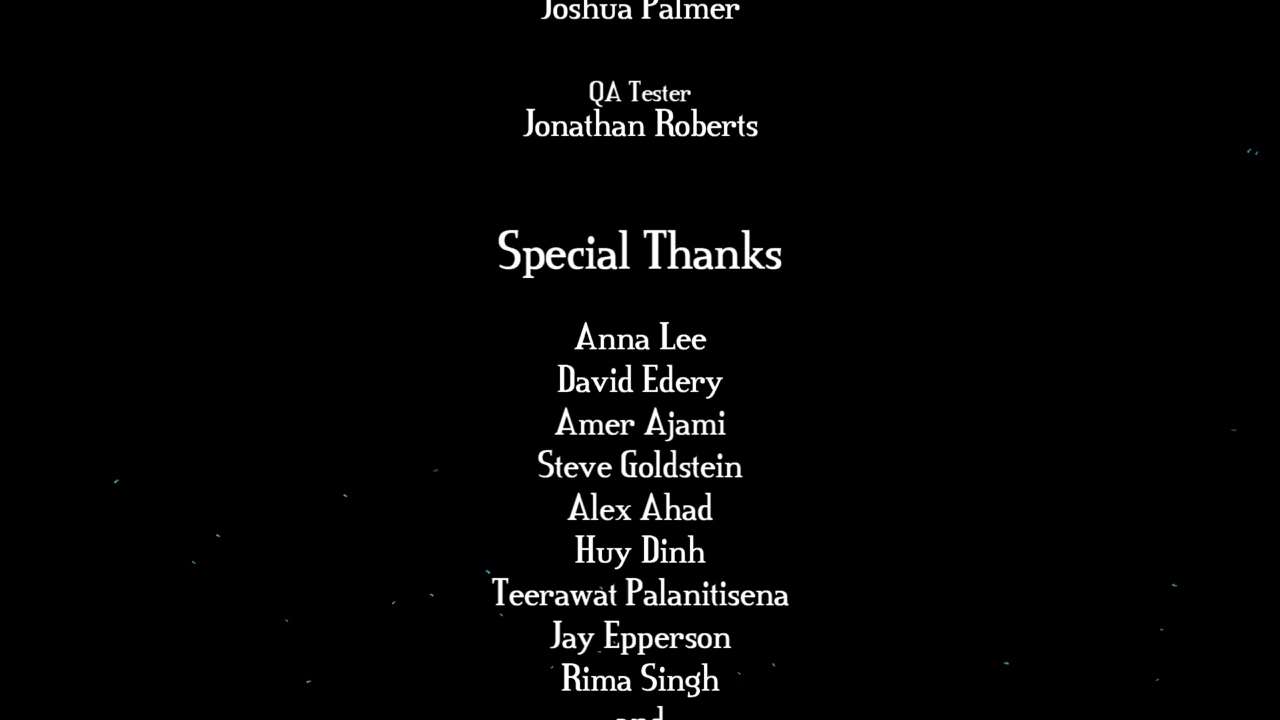 Joshua Palmer
QA Tester
Jonathan Roberts
Special Thanks
Anna Lee
David Edery
Amer Ajami
Steve Goldstein
Alex Ahad
Huy Dinh
Teerawat Palanitisena
Jay Epperson
Rima Singh
and